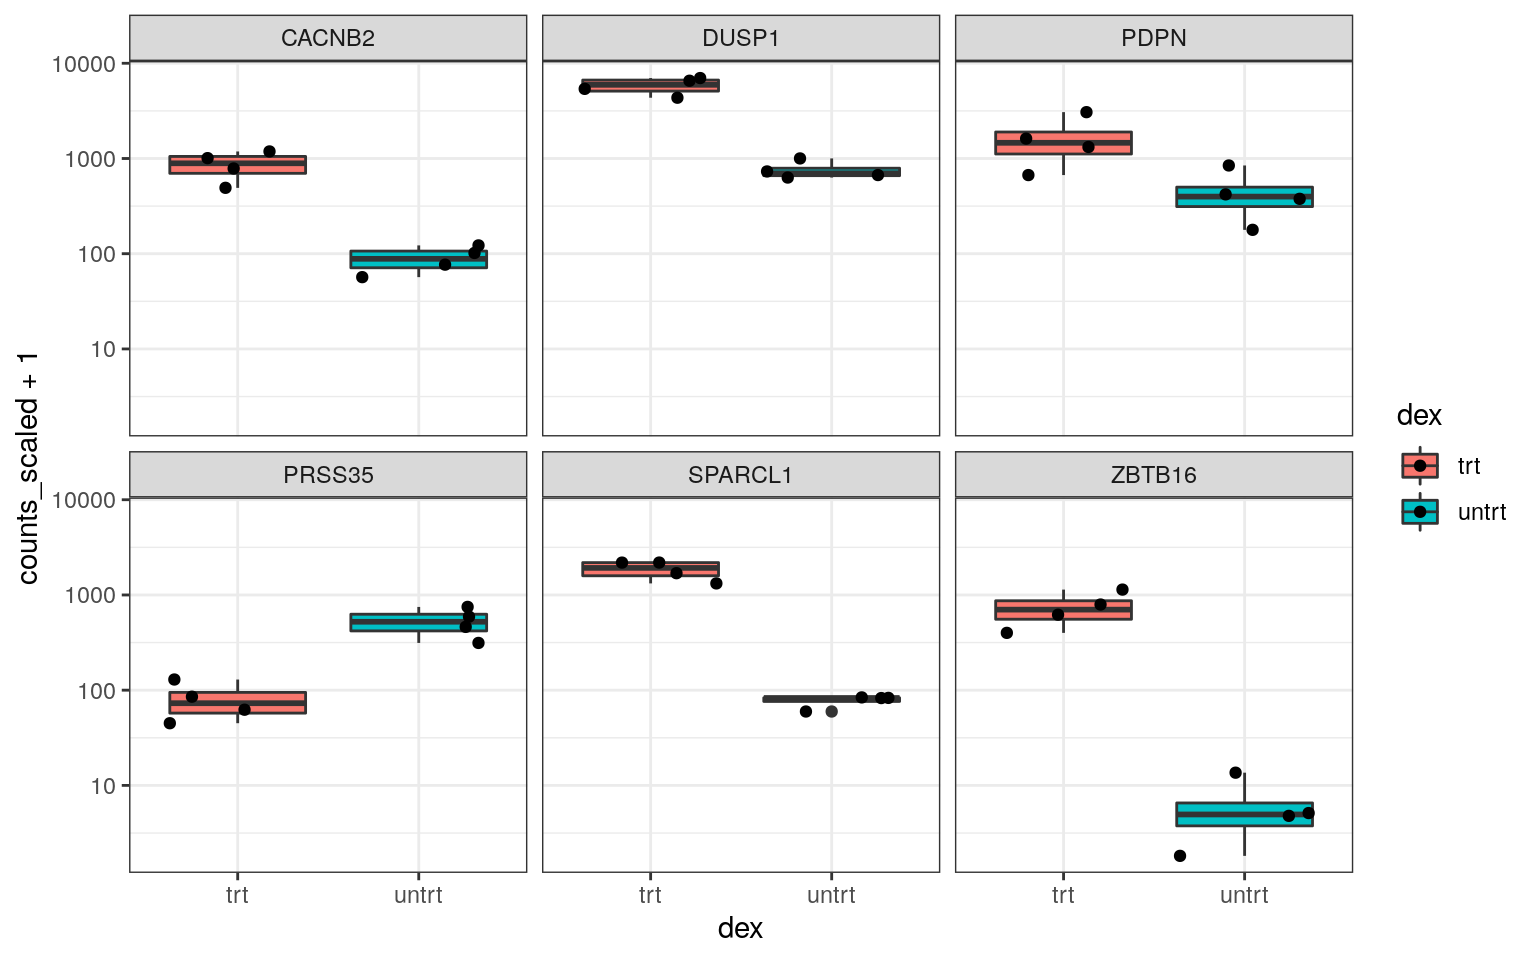 CACNB2 DUSP1 PDPN
10000
1000
100
10
PRSS35 SPARCL1 ZBTB16
10000
1000
100
10
trt untrt trt untrt trt untrt
dex
counts_scaled + 1
dex
trt
untrt